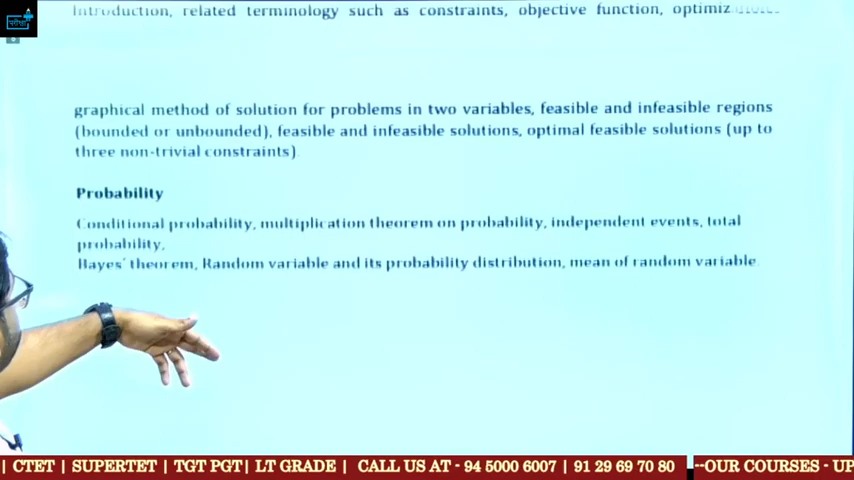 परीक्षा
Introduction, related terminology such as constraints, objective function,
graphical method of solution for problems in two variables, feasible and infeasible regions
(bounded or unbounded), feasible and infeasible solutions, optimal feasible solutions (up to
three non-trivial constraints).
Probability
Conditional probability, multiplication theorem on probability, independent events, total
probability,
Bayes' theorem, Random variable and its probability distribution, mean of random variable.
| CTET | SUPERTET | TGT PGT| LT GRADE | CALL US AT - 94 5000 6007 | 91 29 69 70 80 --OUR COURSES - UP